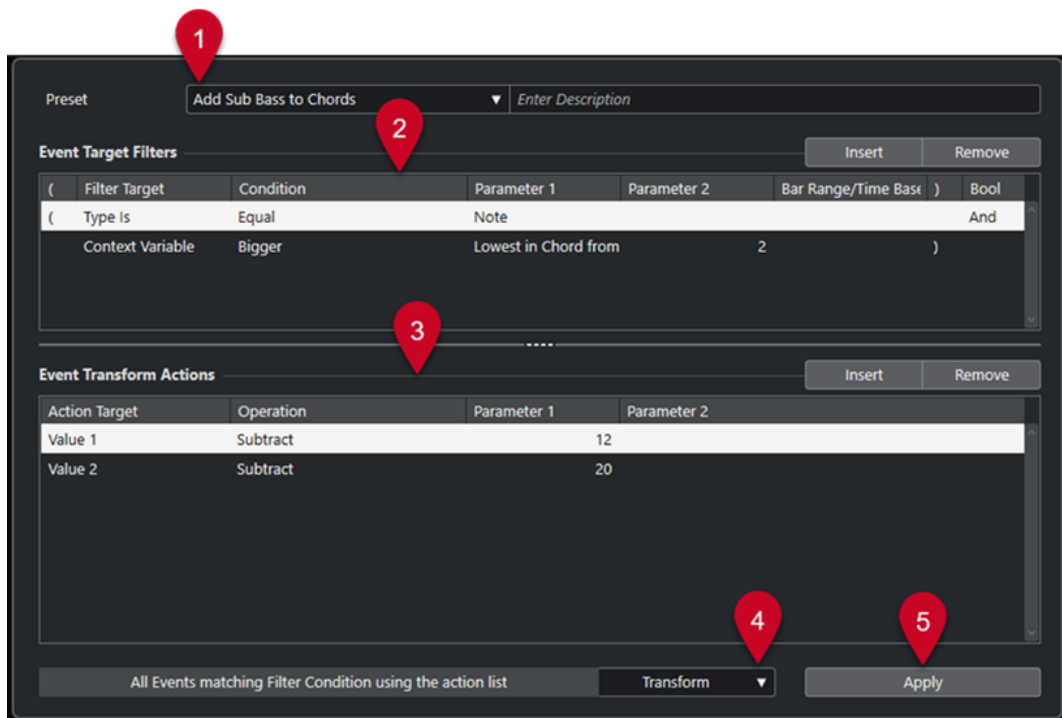 1
Preset Add Sub Bass to Chords Enter Description
2
Event Target Filters Insert Remove
( Filter Target Condition Parameter 1 Parameter 2 Bar Range/Time Base ) Bool
( Type Is Equal Note And
Context Variable Bigger Lowest in Chord from 2 )
3
Event Transform Actions Insert Remove
Action Target Operation Parameter 1 Parameter 2
Value 1 Subtract 12
Value 2 Subtract 20
4 5
All Events matching Filter Condition using the action list Transform Apply